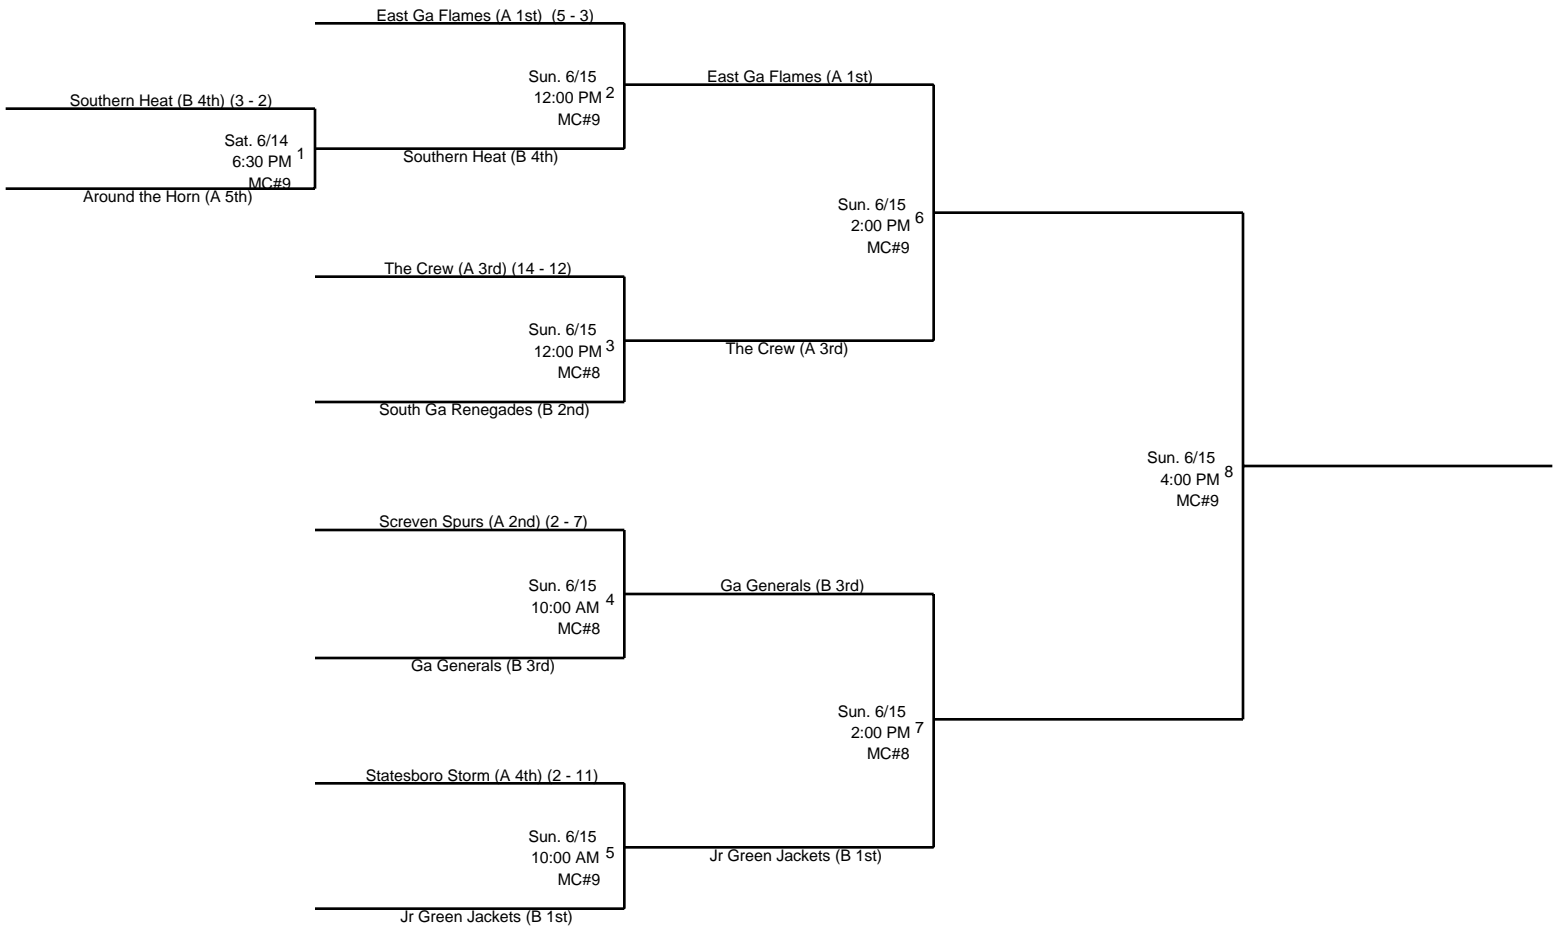 East Ga Flames (A 1st)  (5 - 3)
Sun. 6/15
12:00 PM 2
MC#9
East Ga Flames (A 1st)
Southern Heat (B 4th) (3 - 2)
Sat. 6/14
6:30 PM 1
MC#9
Around the Horn (A 5th)
Southern Heat (B 4th)
Sun. 6/15
2:00 PM 6
MC#9
The Crew (A 3rd) (14 - 12)
Sun. 6/15
12:00 PM 3
MC#8
The Crew (A 3rd)
South Ga Renegades (B 2nd)
Sun. 6/15
4:00 PM 8
MC#9
Screven Spurs (A 2nd) (2 - 7)
Sun. 6/15
10:00 AM 4
MC#8
Ga Generals (B 3rd)
Ga Generals (B 3rd)
Sun. 6/15
2:00 PM 7
MC#8
Statesboro Storm (A 4th) (2 - 11)
Sun. 6/15
10:00 AM 5
MC#9
Jr Green Jackets (B 1st)
Jr Green Jackets (B 1st)